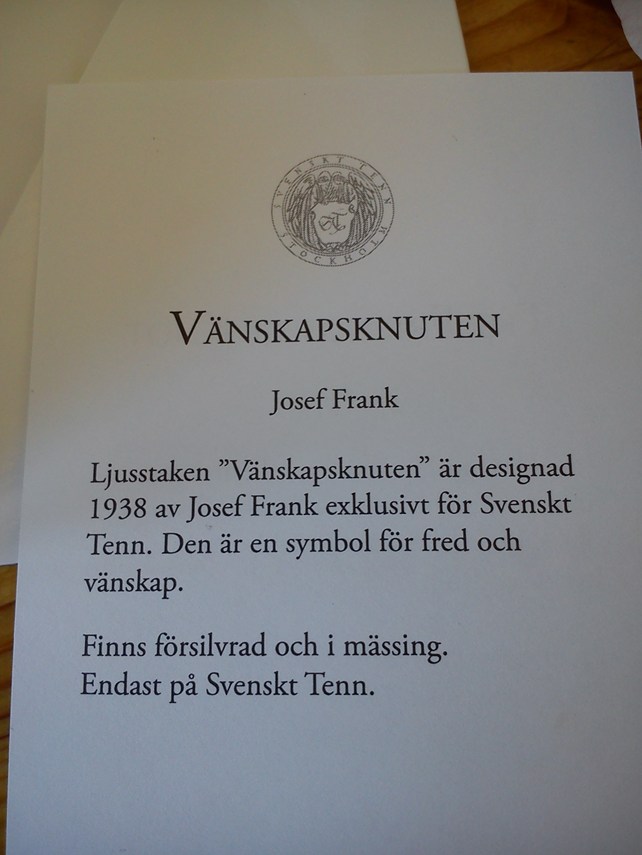 SVENSKT TENN
STOCKHOLM
VÄNSKAPSKNUTEN
Josef Frank
Ljusstaken ”Vänskapsknuten” är designad
1938 av Josef Frank exklusivt för Svenskt
Tenn. Den är en symbol för fred och
vänskap.
Finns försilvrad och i mässing.
Endast på Svenskt Tenn.